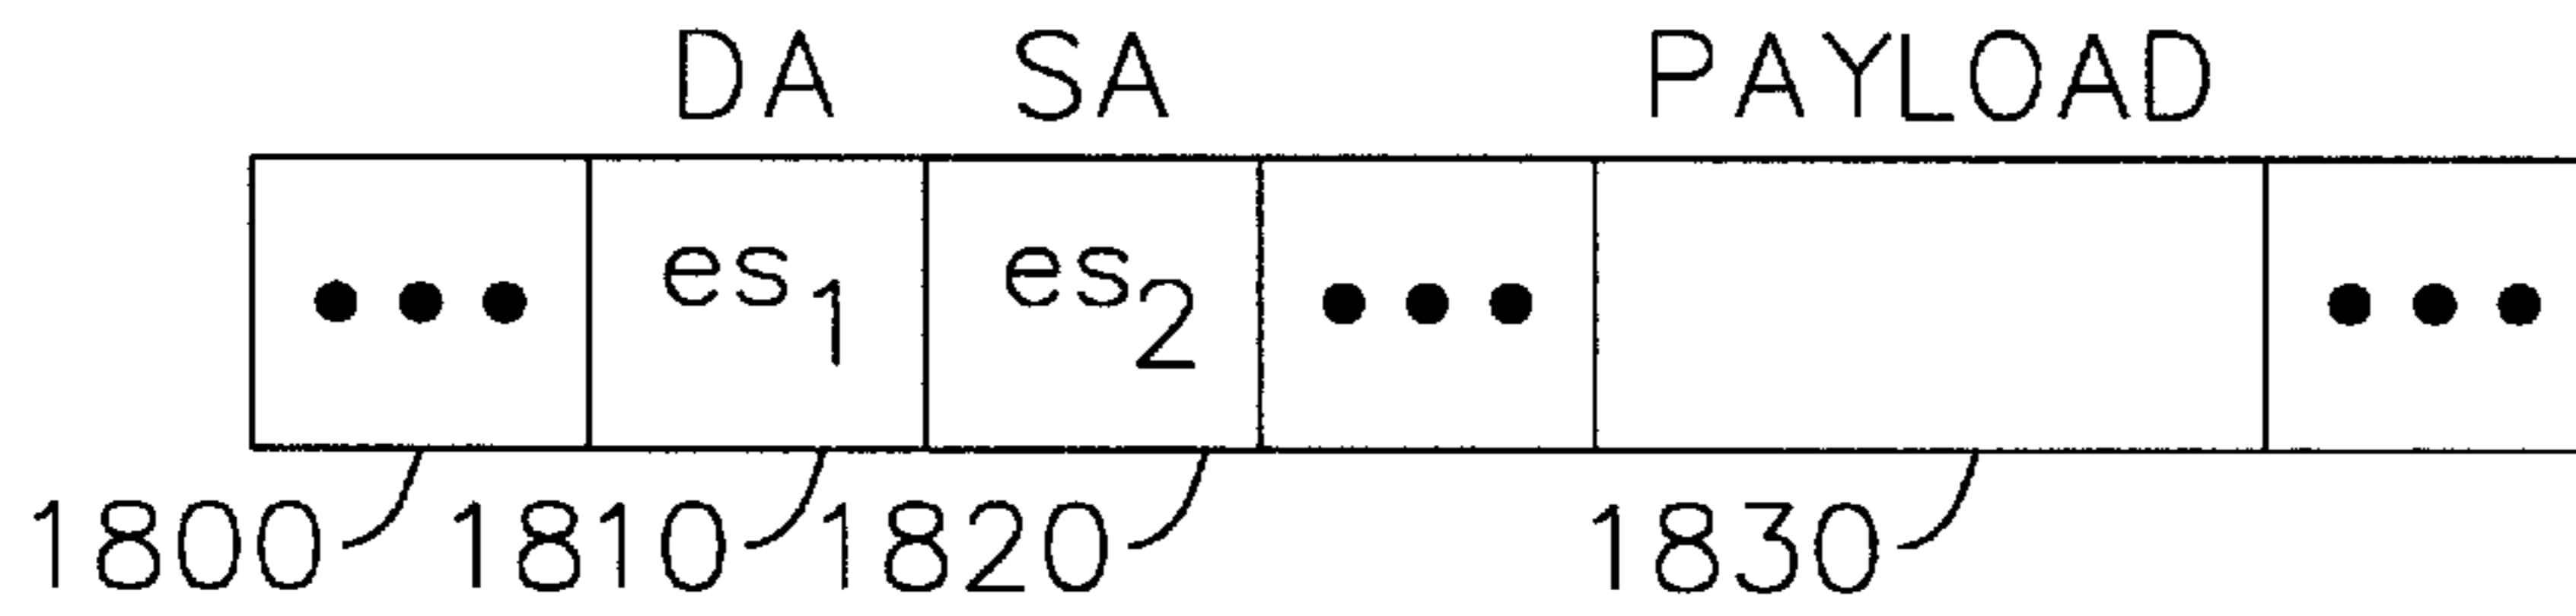 DA SA PAYLOAD
••• es₁ es₂ ••• •••
1800 1810 1820 1830